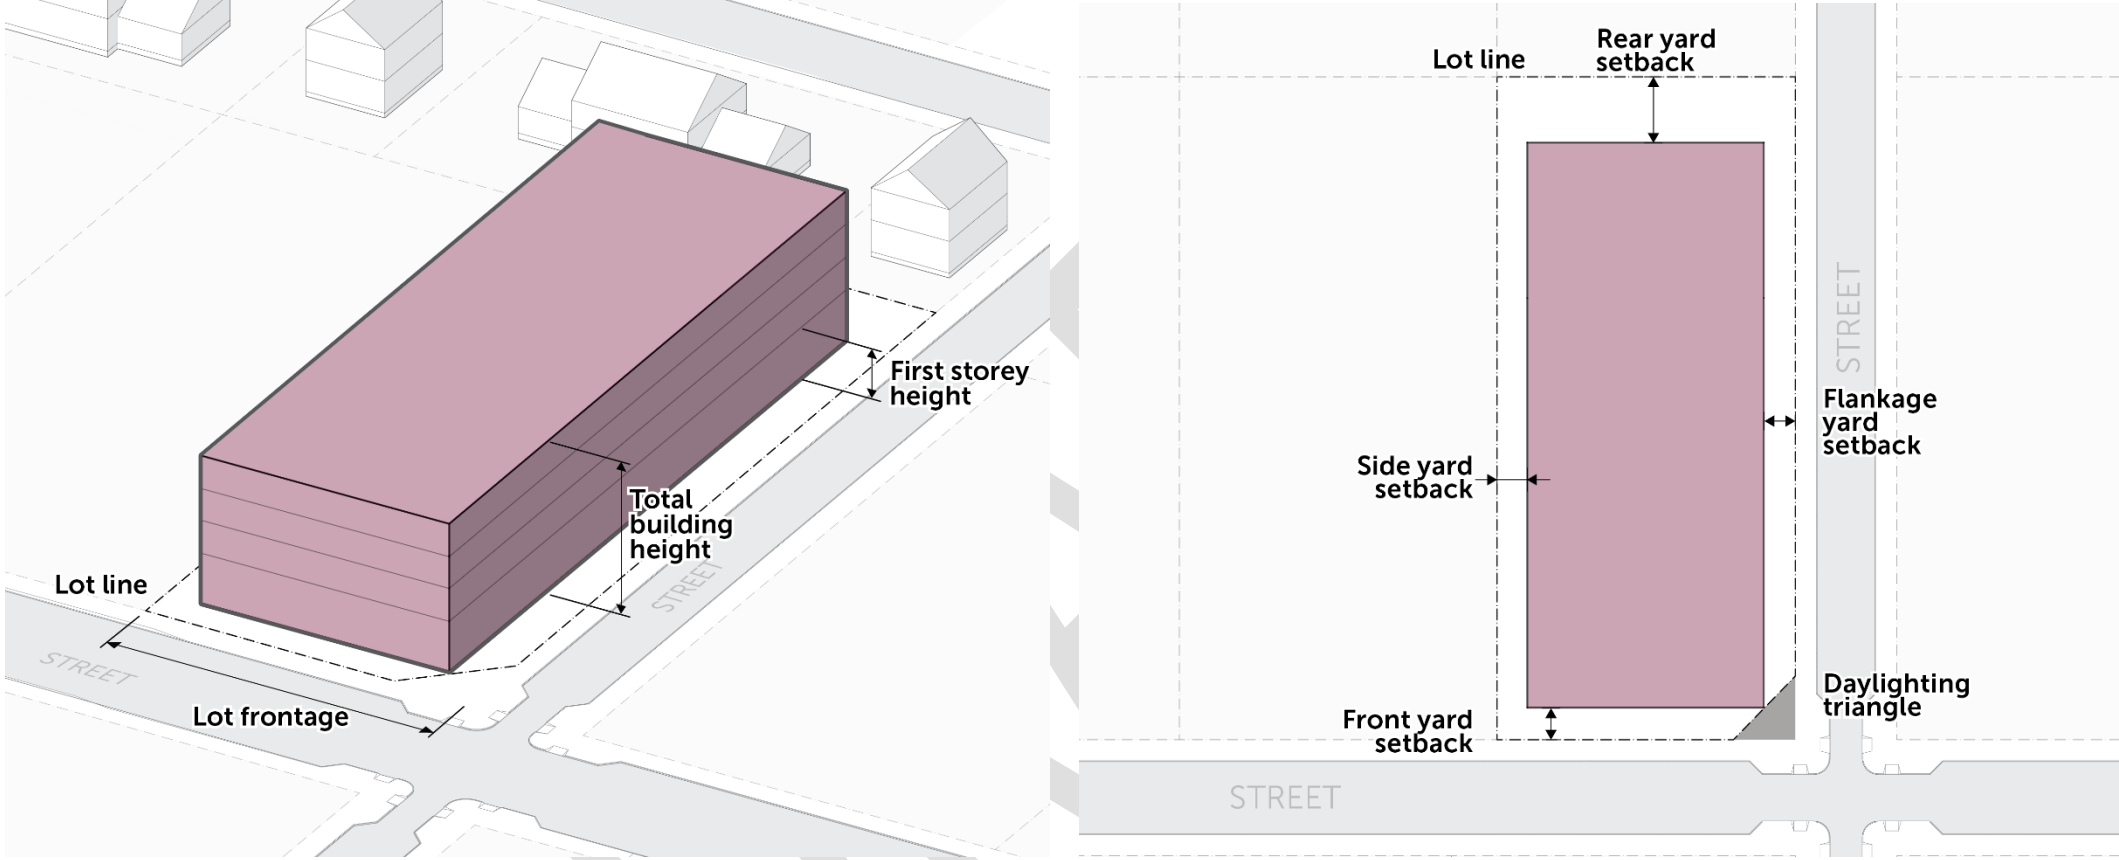 First storey
height
Total
building
height
STREET
Lot line
STREET
Lot frontage
Rear yard
setback
Lot line
STREET
Flankage
yard
setback
Side yard
setback
Daylighting
triangle
Front yard
setback
STREET